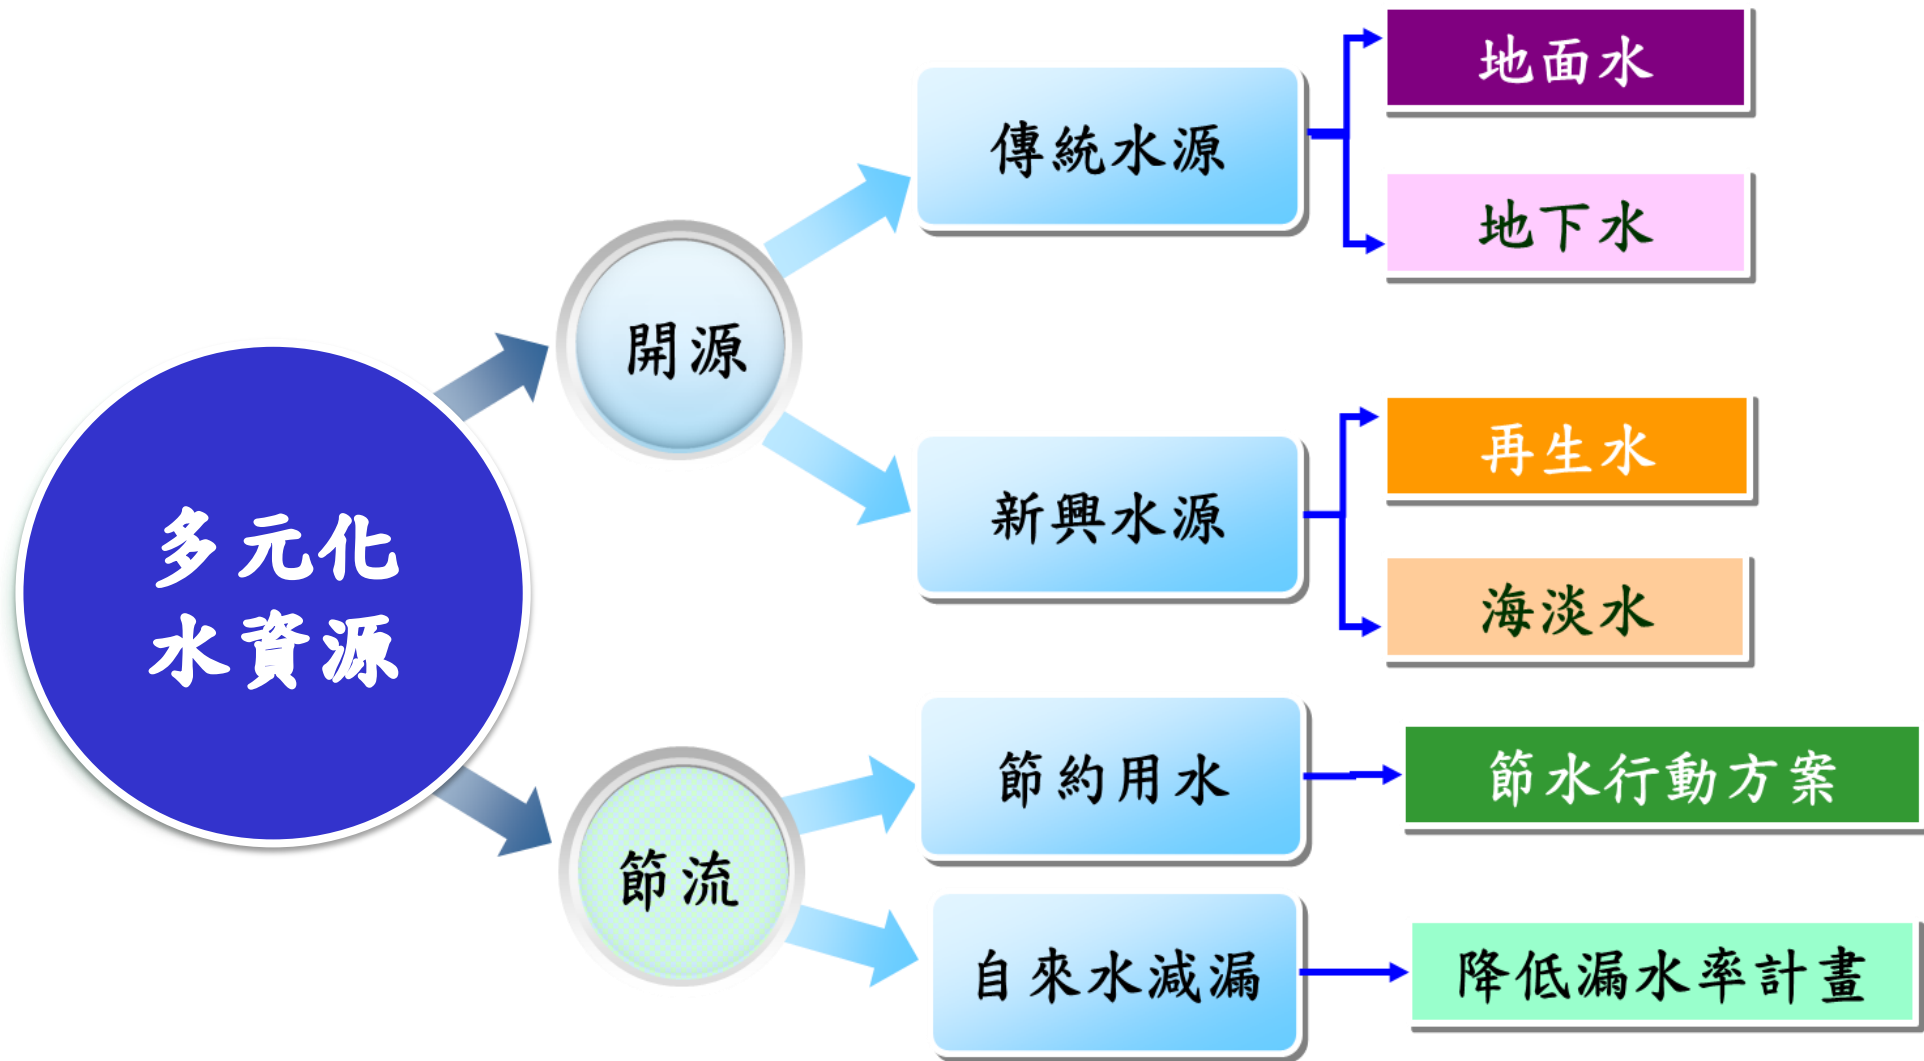 多元化
水資源
開源
傳統水源
地面水
地下水
新興水源
再生水
海淡水
節流
節約用水
節水行動方案
自來水減漏
降低漏水率計畫